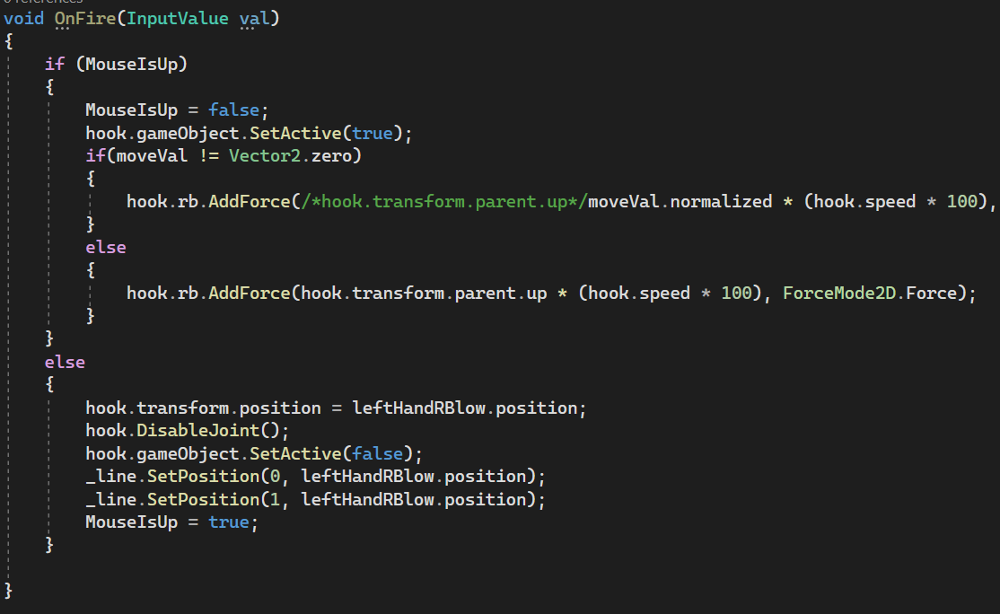 0 references
void OnFire(InputValue val)
{
    if (MouseIsUp)
    {
        MouseIsUp = false;
        hook.gameObject.SetActive(true);
        if(moveVal != Vector2.zero)
        {
            hook.rb.AddForce(/*hook.transform.parent.up*/moveVal.normalized * (hook.speed * 100),
        }
        else
        {
            hook.rb.AddForce(hook.transform.parent.up * (hook.speed * 100), ForceMode2D.Force);
        }
    }
    else
    {
        hook.transform.position = leftHandRBlow.position;
        hook.DisableJoint();
        hook.gameObject.SetActive(false);
        _line.SetPosition(0, leftHandRBlow.position);
        _line.SetPosition(1, leftHandRBlow.position);
        MouseIsUp = true;
    }
}